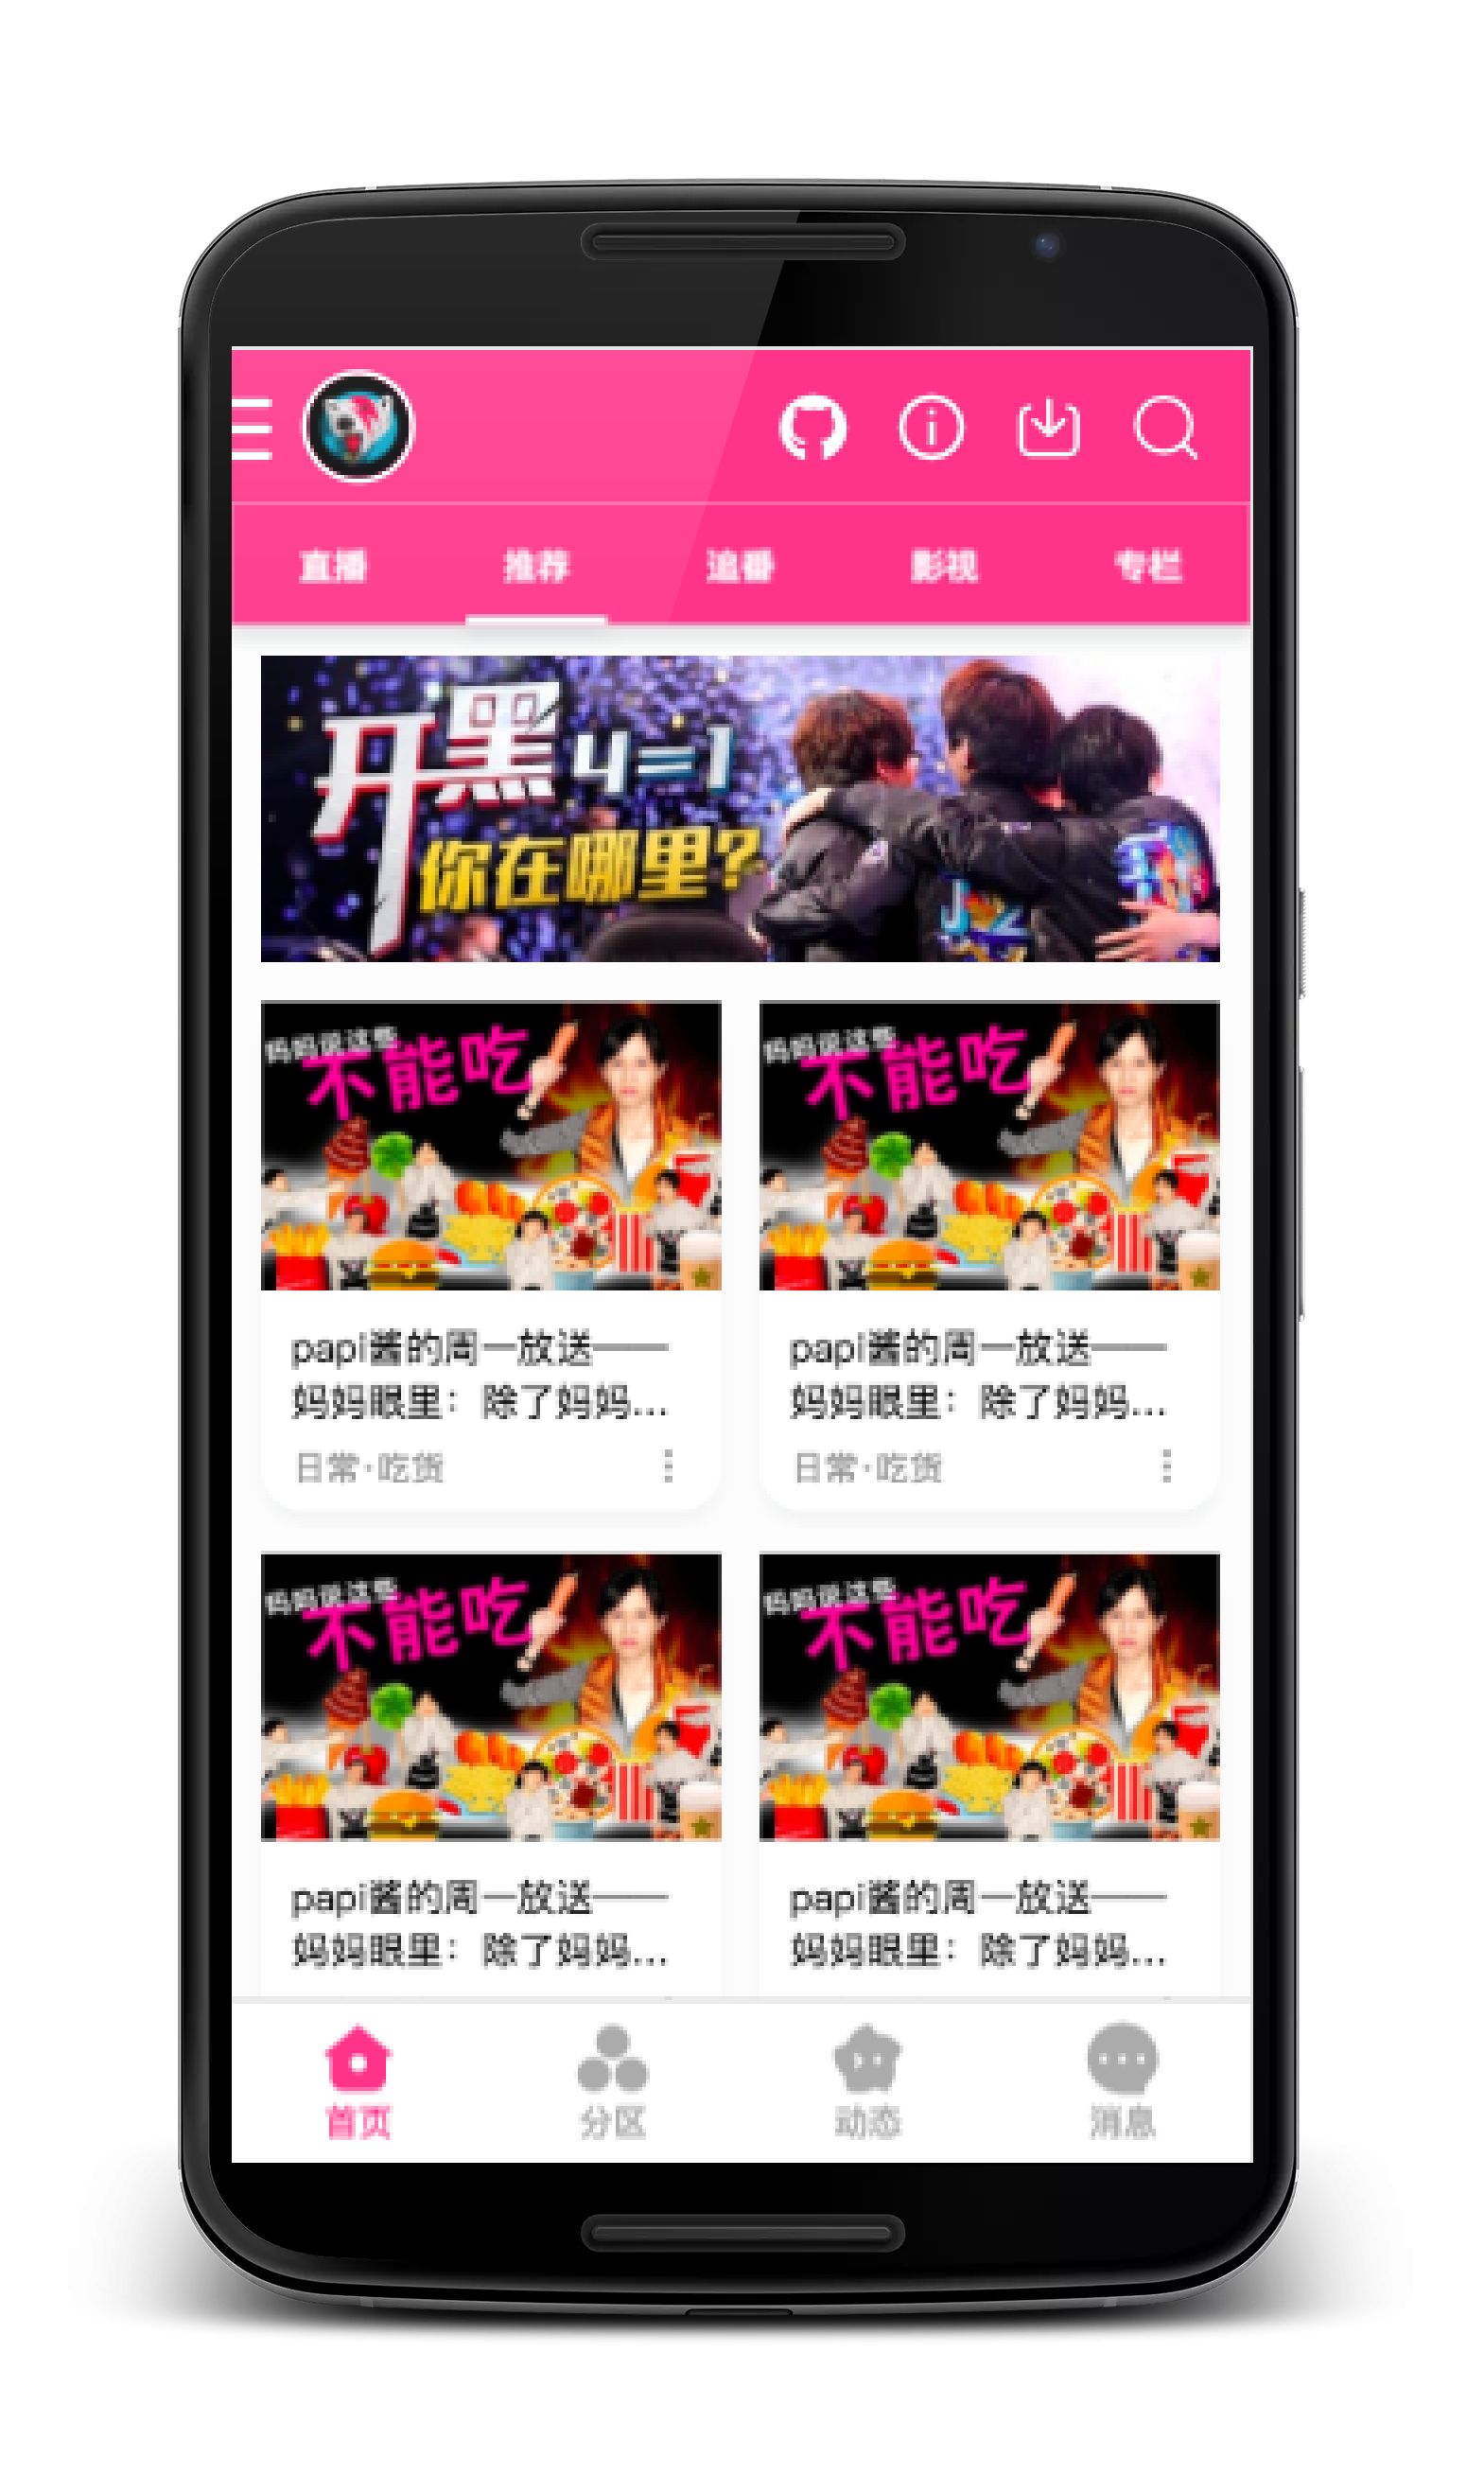 直播
推荐
追番
影视
专栏
开黑4=1
你在哪里?
妈妈说这些
不能吃
妈妈说这些
不能吃
papi酱的周一放送——
妈妈眼里：除了妈妈...
日常·吃货
papi酱的周一放送——
妈妈眼里：除了妈妈...
日常·吃货
妈妈说这些
不能吃
妈妈说这些
不能吃
papi酱的周一放送——
妈妈眼里：除了妈妈...
papi酱的周一放送——
妈妈眼里：除了妈妈...
首页
分区
动态
消息